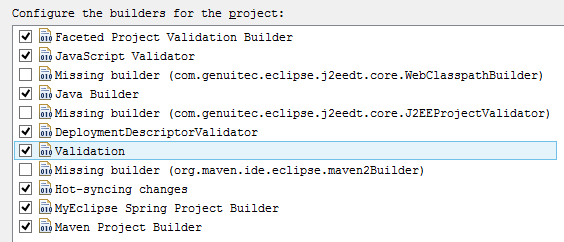 Configure the builders for the project:
Faceted Project Validation Builder
JavaScript Validator
Missing builder (com.genuitec.eclipse.j2eedt.core.WebClasspathBuilder)
Java Builder
Missing builder (com.genuitec.eclipse.j2eedt.core.J2EEProjectValidator)
DeploymentDescriptorValidator
Validation
Missing builder (org.maven.ide.eclipse.maven2Builder)
Hot-syncing changes
MyEclipse Spring Project Builder
Maven Project Builder